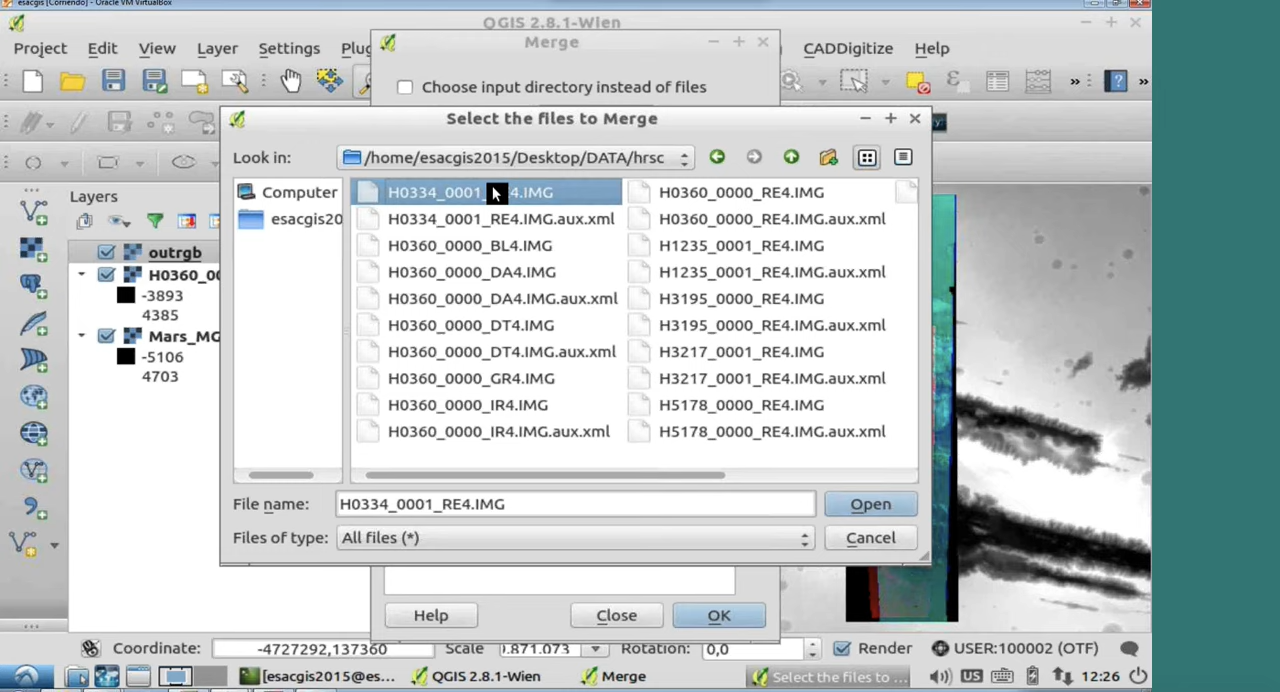 esacgis [Corriendo] - Oracle VM VirtualBox
QGIS 2.8.1-Wien
Project Edit View Layer Settings Plug CADDigitize Help
Merge
Choose input directory instead of files
Select the files to Merge
Look in: /home/esacgis2015/Desktop/DATA/hrsc
Computer
esacgis20
H0334_0001_RE4.IMG
H0334_0001_RE4.IMG.aux.xml
H0360_0000_BL4.IMG
H0360_0000_DA4.IMG
H0360_0000_DA4.IMG.aux.xml
H0360_0000_DT4.IMG
H0360_0000_DT4.IMG.aux.xml
H0360_0000_GR4.IMG
H0360_0000_IR4.IMG
H0360_0000_IR4.IMG.aux.xml
H0360_0000_RE4.IMG
H0360_0000_RE4.IMG.aux.xml
H1235_0001_RE4.IMG
H1235_0001_RE4.IMG.aux.xml
H3195_0000_RE4.IMG
H3195_0000_RE4.IMG.aux.xml
H3217_0001_RE4.IMG
H3217_0001_RE4.IMG.aux.xml
H5178_0000_RE4.IMG
H5178_0000_RE4.IMG.aux.xml
File name: H0334_0001_RE4.IMG Open
Files of type: All files (*) Cancel
Layers
outrgb
H0360_00
-3893
4385
Mars_MG
-5106
4703
Help Close OK
Coordinate: -4727292,137360 Scale Rotation: 0,0 Render USER:100002 (OTF)
[esacgis2015@es... QGIS 2.8.1-Wien Merge Select the files to ... US 12:26